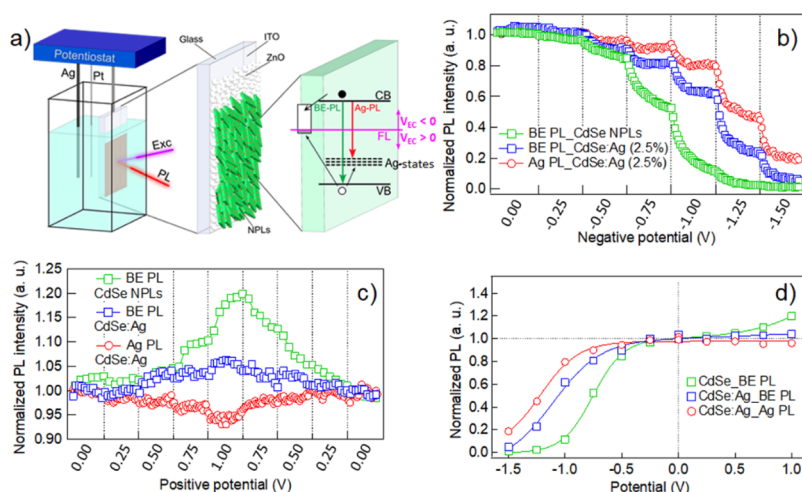 a)
Potentiostat
Ag
Pt
Exc
PL
Glass
ITO
ZnO
NPLs
CB
BE-PL
Ag-PL
V_EC < 0
FL
V_EC > 0
Ag-states
VB
b)
Normalized PL intensity (a. u.)
1.0
0.8
0.6
0.4
0.2
0.0
BE PL_CdSe NPLs
BE PL_CdSe:Ag (2.5%)
Ag PL_CdSe:Ag (2.5%)
0.00
-0.25
-0.50
-0.75
-1.00
-1.25
-1.50
Negative potential (V)
c)
Normalized PL intensity (a. u.)
1.25
1.20
1.15
1.10
1.05
1.00
0.95
0.90
BE PL
CdSe NPLs
BE PL
CdSe:Ag
Ag PL
CdSe:Ag
0.00
0.25
0.50
0.75
1.00
0.75
0.50
0.25
0.00
Positive potential (V)
d)
Normalized PL (a. u.)
1.4
1.2
1.0
0.8
0.6
0.4
0.2
0.0
CdSe_BE PL
CdSe:Ag_BE PL
CdSe:Ag_Ag PL
-1.5
-1.0
-0.5
0.0
0.5
1.0
Potential (V)